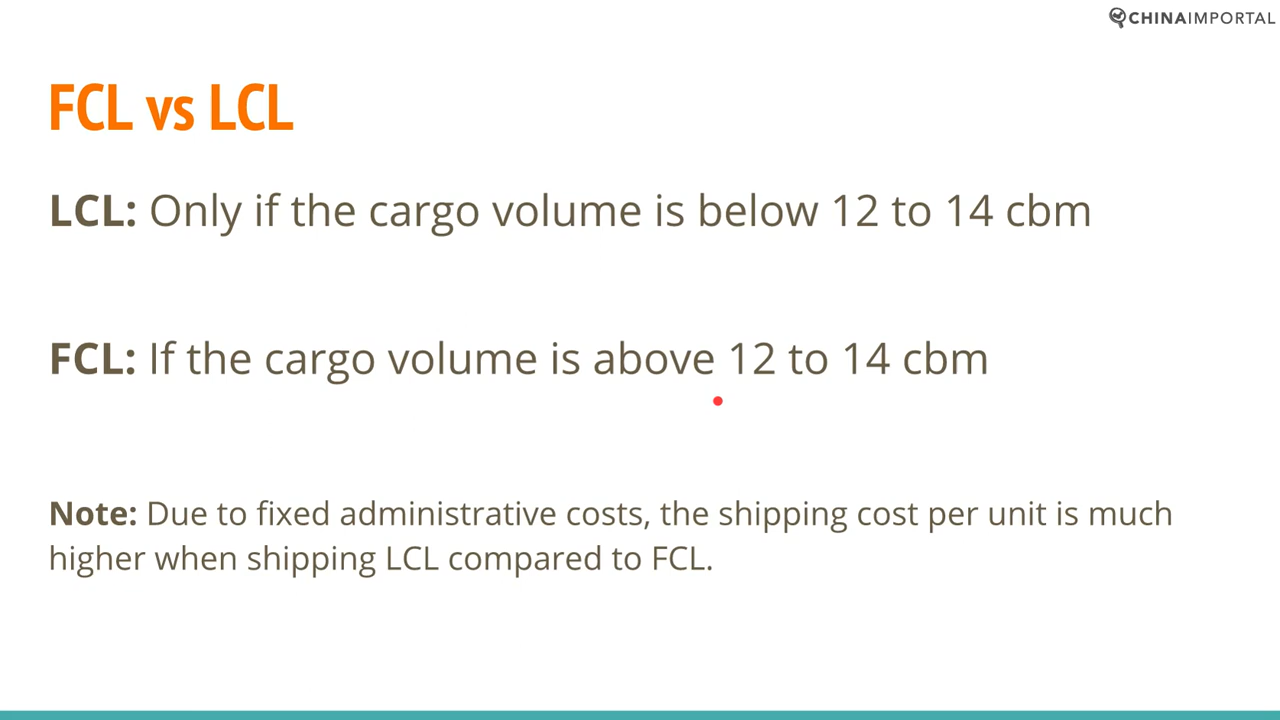 CHINAIMPORTAL
FCL vs LCL
LCL: Only if the cargo volume is below 12 to 14 cbm
FCL: If the cargo volume is above 12 to 14 cbm
Note: Due to fixed administrative costs, the shipping cost per unit is much
higher when shipping LCL compared to FCL.